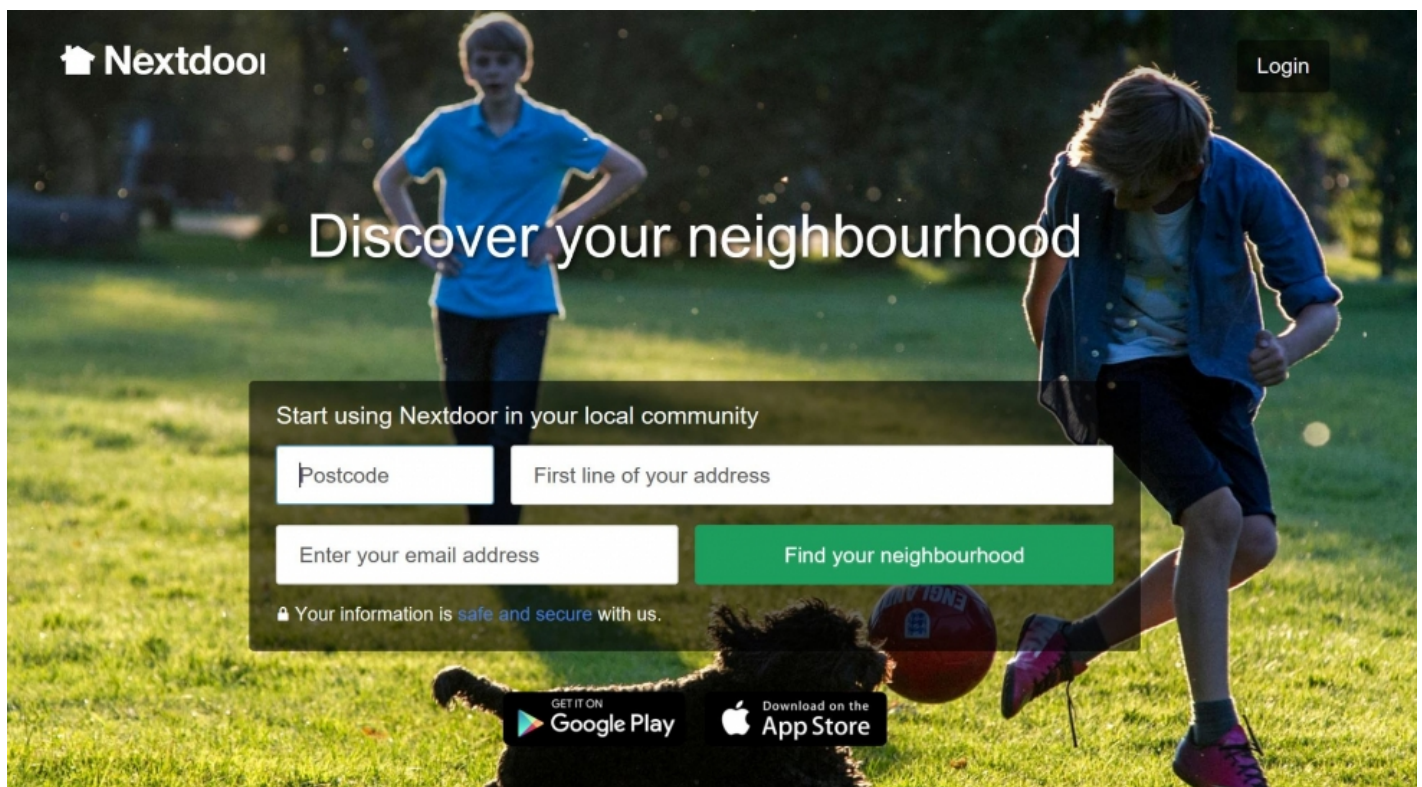 Nextdoor
Login
Discover your neighbourhood
Start using Nextdoor in your local community
Postcode
First line of your address
Enter your email address
Find your neighbourhood
Your information is safe and secure with us.
ENGLAND
GET IT ON
Google Play
Download on the
App Store